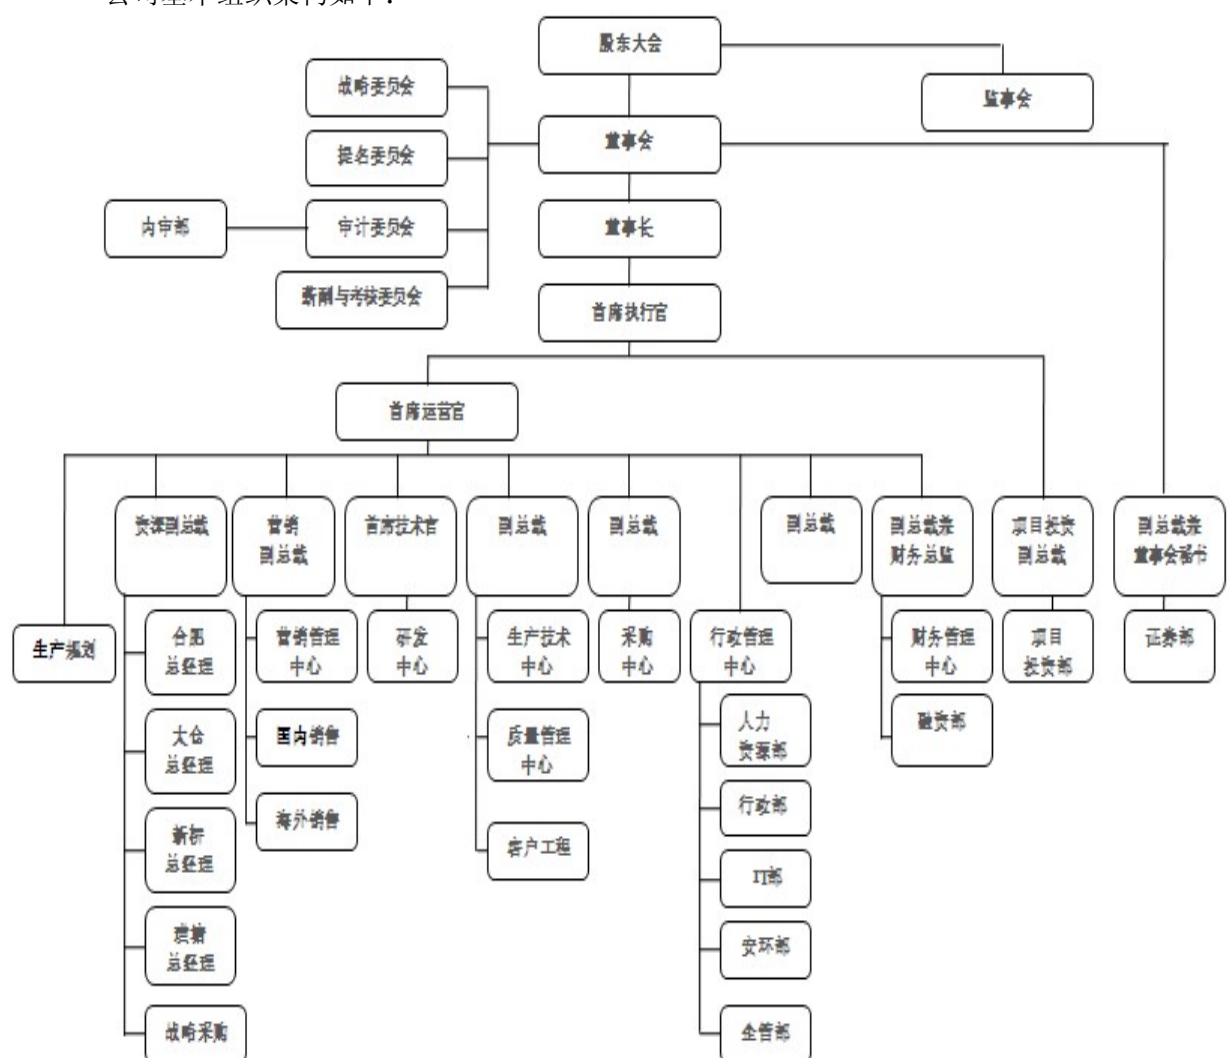 公司基本组织架构如下：
股东大会
监事会
战略委员会
董事会
提名委员会
内审部
审计委员会
董事长
薪酬与考核委员会
首席执行官
首席运营官
资源副总裁
营销
副总裁
首席技术官
副总裁
副总裁
副总裁
副总裁兼
财务总监
项目投资
副总裁
副总裁兼
董事会秘书
生产规划
合肥
总经理
营销管理
中心
研发
中心
生产技术
中心
采购
中心
行政管理
中心
财务管理
中心
项目
投资部
证券部
太仓
总经理
国内销售
质量管理
中心
人力
资源部
融资部
新桥
总经理
海外销售
客户工程
行政部
IT部
璜塘
总经理
安环部
战略采购
企管部